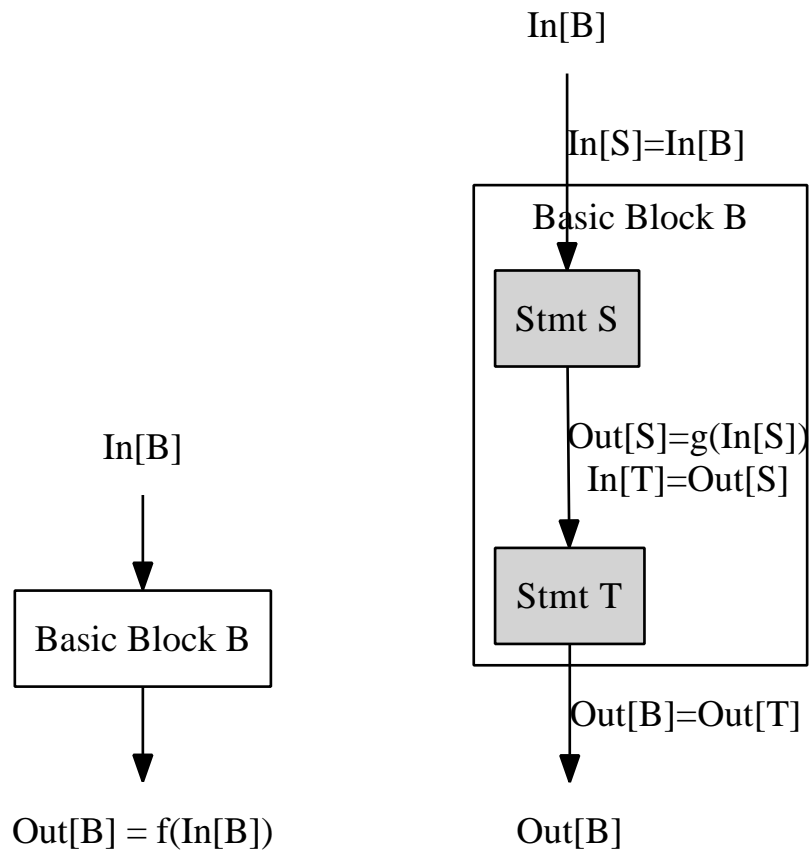 In[B]
Basic Block B
Out[B] = f(In[B])
In[B]
In[S]=In[B]
Basic Block B
Stmt S
Out[S]=g(In[S])
In[T]=Out[S]
Stmt T
Out[B]=Out[T]
Out[B]